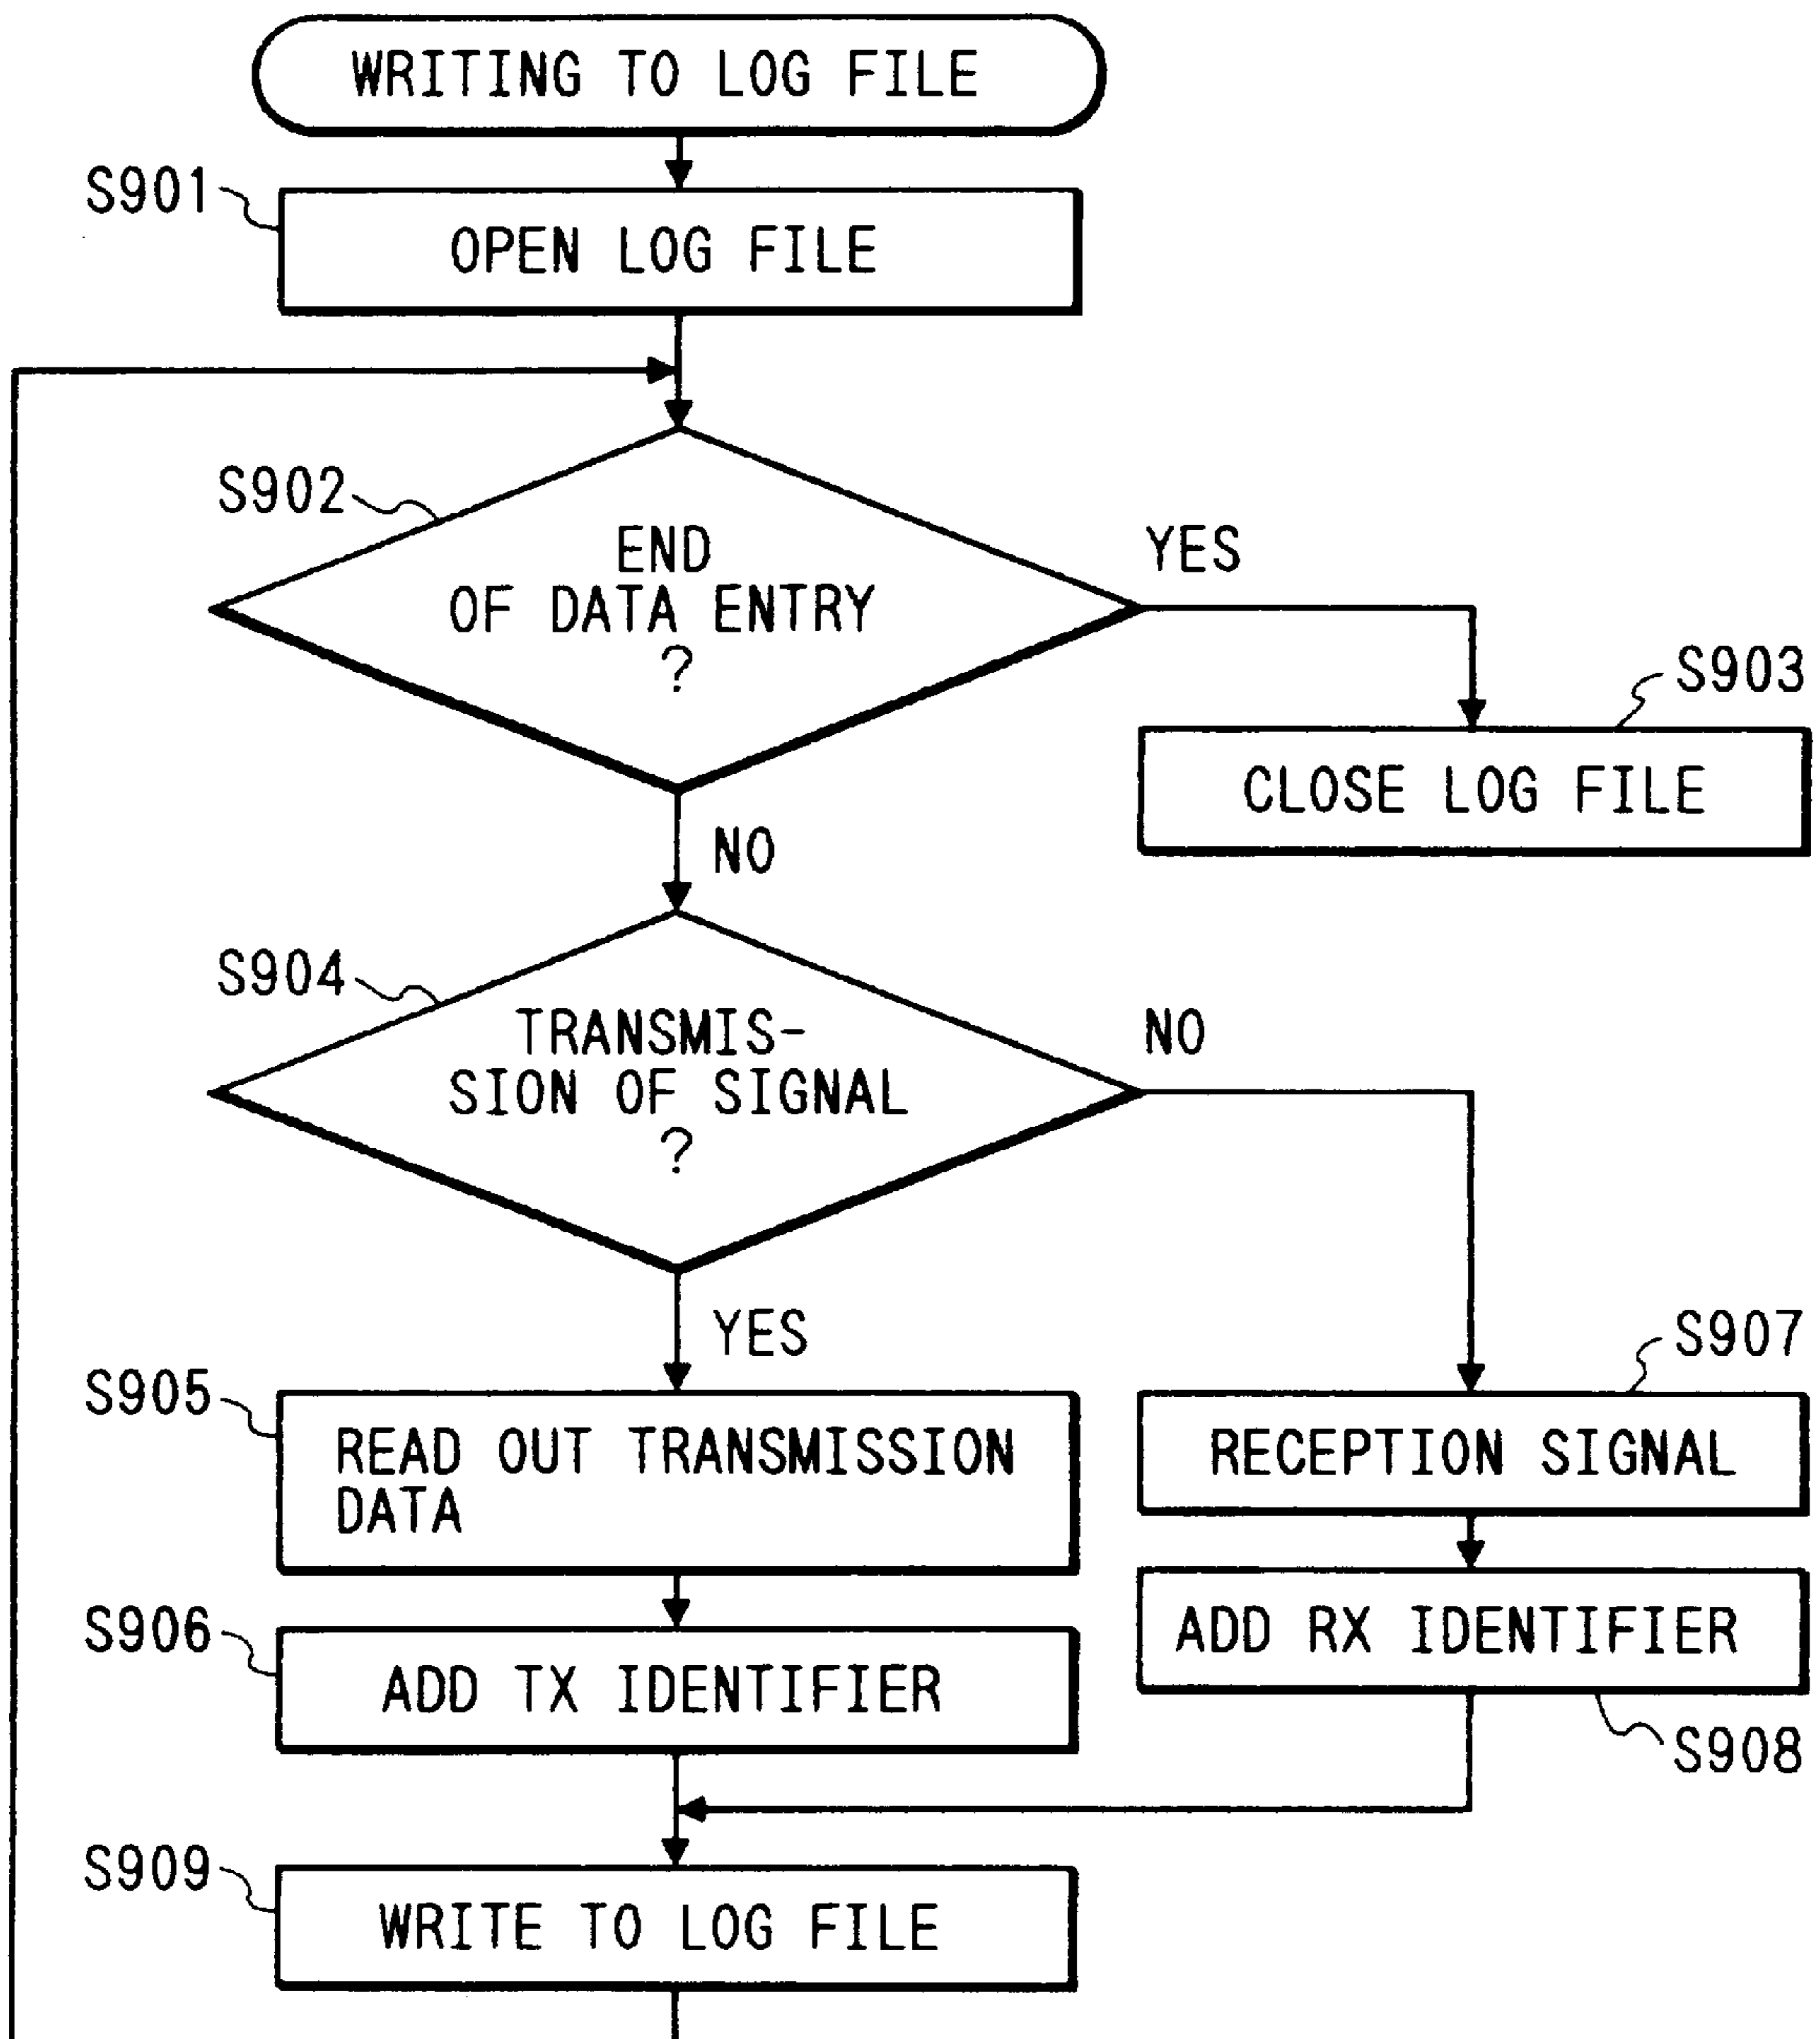 WRITING TO LOG FILE
S901
OPEN LOG FILE
S902
END
OF DATA ENTRY
?
YES
S903
CLOSE LOG FILE
NO
S904
TRANSMIS-
SION OF SIGNAL
?
NO
YES
S905
READ OUT TRANSMISSION
DATA
S907
RECEPTION SIGNAL
S906
ADD TX IDENTIFIER
ADD RX IDENTIFIER
S908
S909
WRITE TO LOG FILE